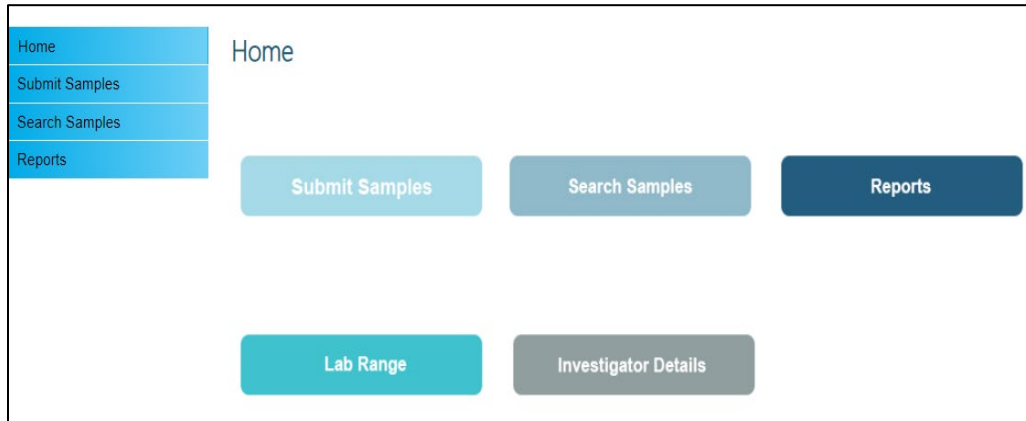 Home
Submit Samples
Search Samples
Reports
Home
Submit Samples
Search Samples
Reports
Lab Range
Investigator Details